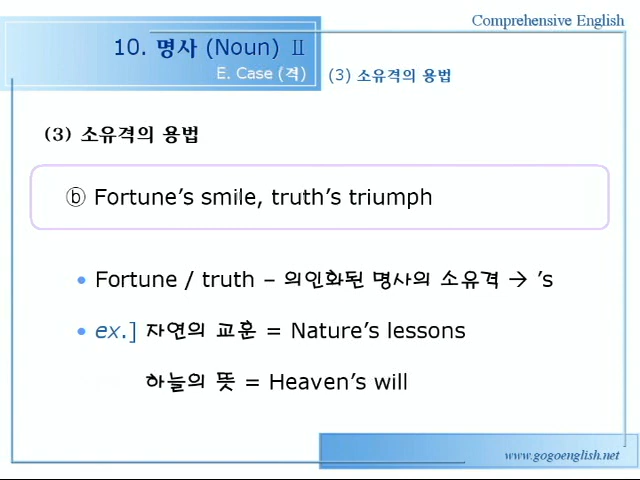 Comprehensive English
10. 명사 (Noun) Ⅱ
E. Case (격)
(3) 소유격의 용법
(3) 소유격의 용법
ⓑ Fortune’s smile, truth’s triumph
• Fortune / truth – 의인화된 명사의 소유격 → ’s
• ex.] 자연의 교훈 = Nature’s lessons
하늘의 뜻 = Heaven’s will
www.gogoenglish.net